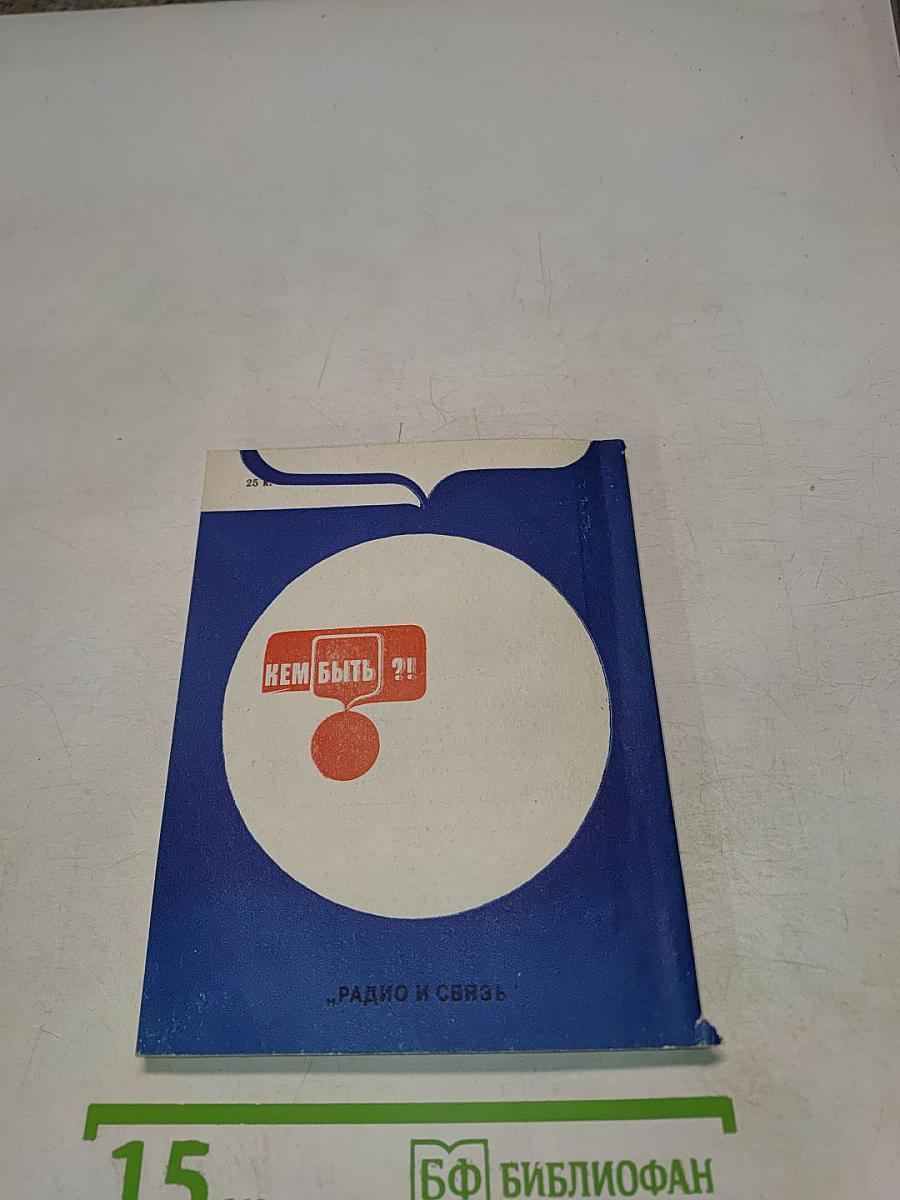 25 к.
КЕМ БЫТЬ ?!
„РАДИО И СВЯЗЬ
15
БФ БИБЛИОФАН